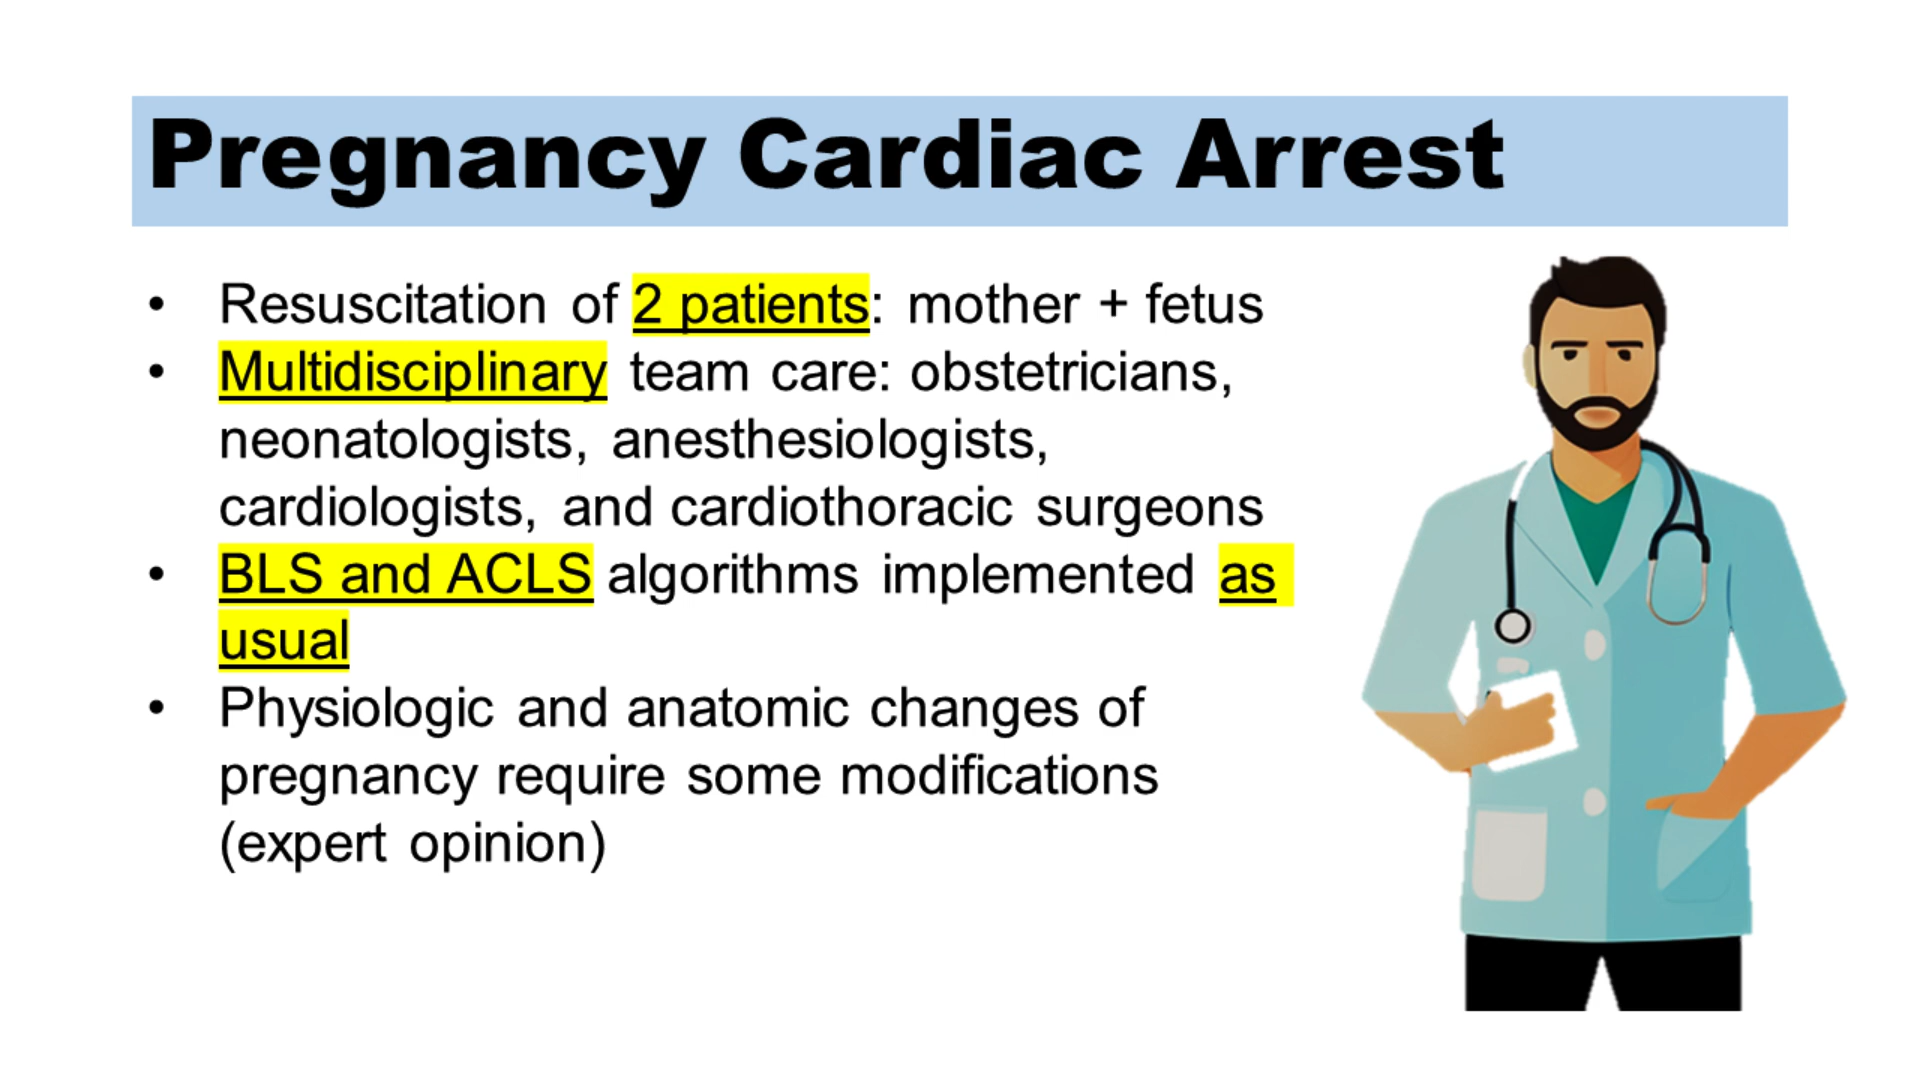 Pregnancy Cardiac Arrest
• Resuscitation of 2 patients: mother + fetus
• Multidisciplinary team care: obstetricians,
neonatologists, anesthesiologists,
cardiologists, and cardiothoracic surgeons
• BLS and ACLS algorithms implemented as
usual
• Physiologic and anatomic changes of
pregnancy require some modifications
(expert opinion)